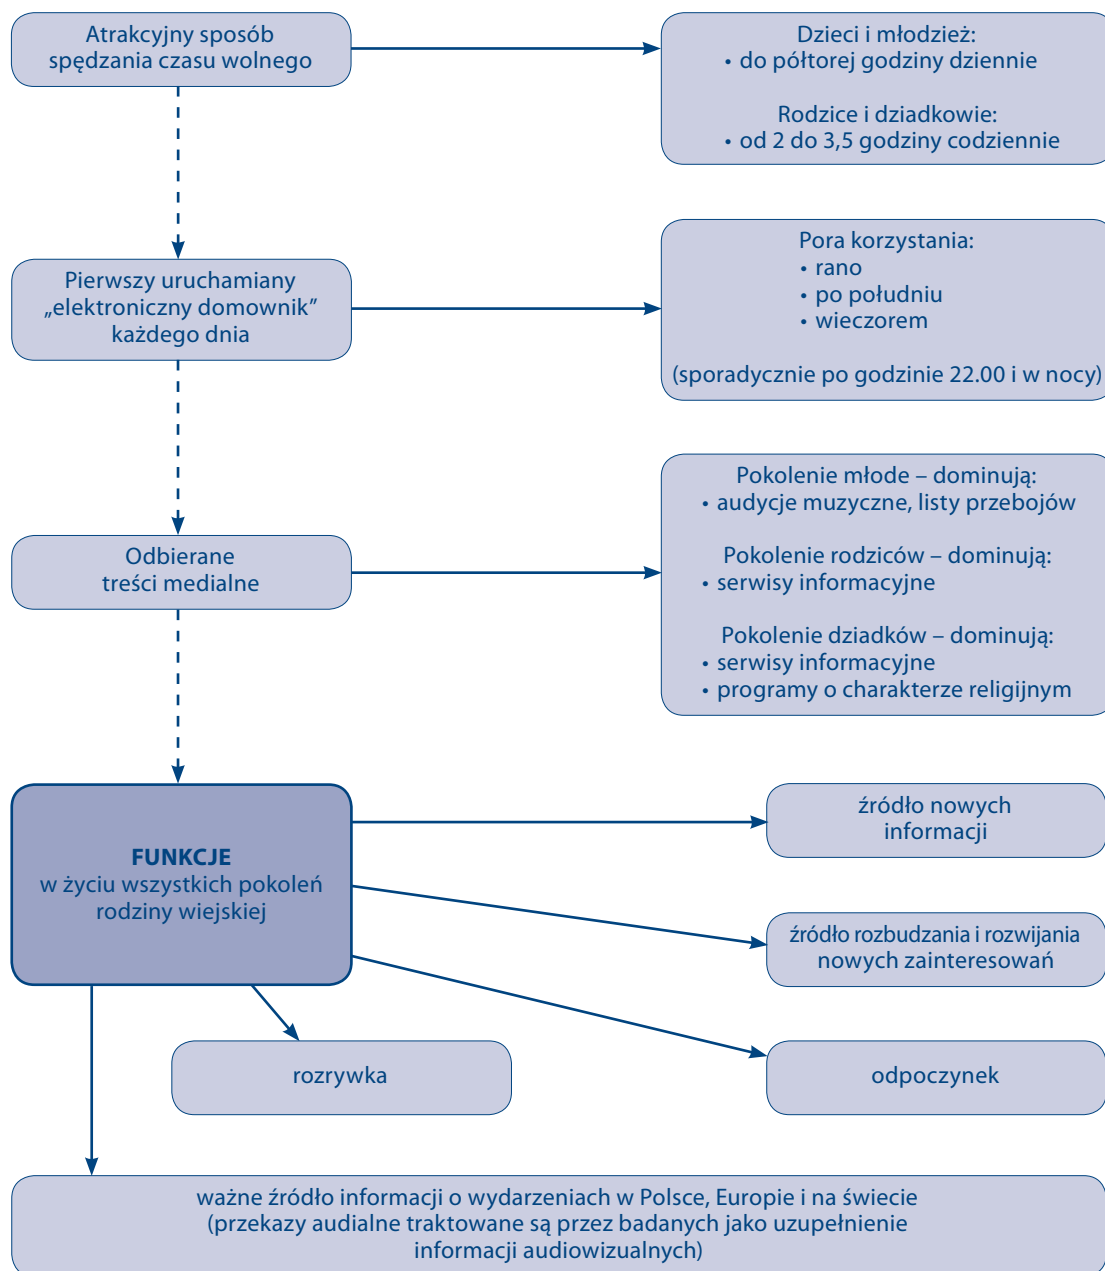 Atrakcyjny sposób
spędzania czasu wolnego
Dzieci i młodzież:
• do półtorej godziny dziennie
Rodzice i dziadkowie:
• od 2 do 3,5 godziny codziennie
Pierwszy uruchamiany
„elektroniczny domownik”
każdego dnia
Pora korzystania:
• rano
• po południu
• wieczorem
(sporadycznie po godzinie 22.00 i w nocy)
Odbierane
treści medialne
Pokolenie młode – dominują:
• audycje muzyczne, listy przebojów
Pokolenie rodziców – dominują:
• serwisy informacyjne
Pokolenie dziadków – dominują:
• serwisy informacyjne
• programy o charakterze religijnym
FUNKCJE
w życiu wszystkich pokoleń
rodziny wiejskiej
źródło nowych
informacji
źródło rozbudzania i rozwijania
nowych zainteresowań
rozrywka
odpoczynek
ważne źródło informacji o wydarzeniach w Polsce, Europie i na świecie
(przekazy audialne traktowane są przez badanych jako uzupełnienie
informacji audiowizualnych)